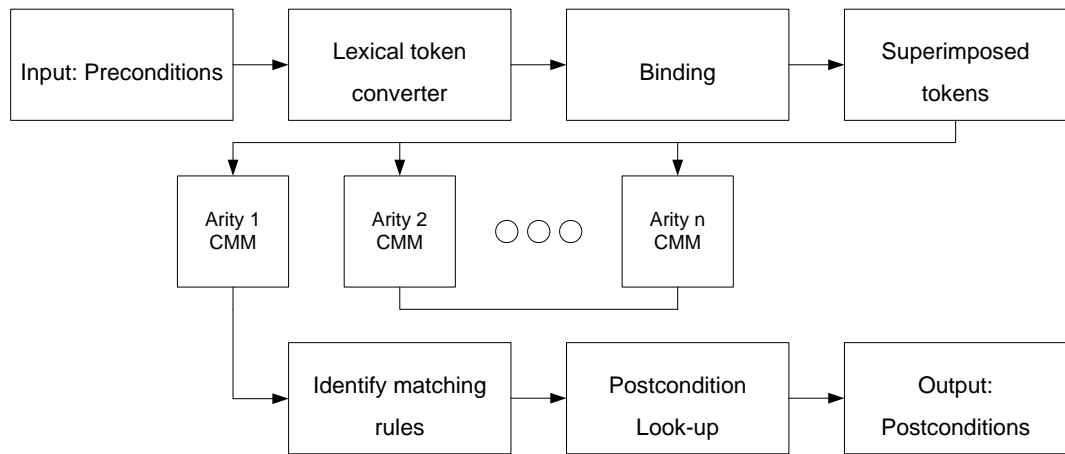 Input: Preconditions
Lexical token
converter
Binding
Superimposed
tokens
Arity 1
CMM
Arity 2
CMM
Arity n
CMM
Identify matching
rules
Postcondition
Look-up
Output:
Postconditions